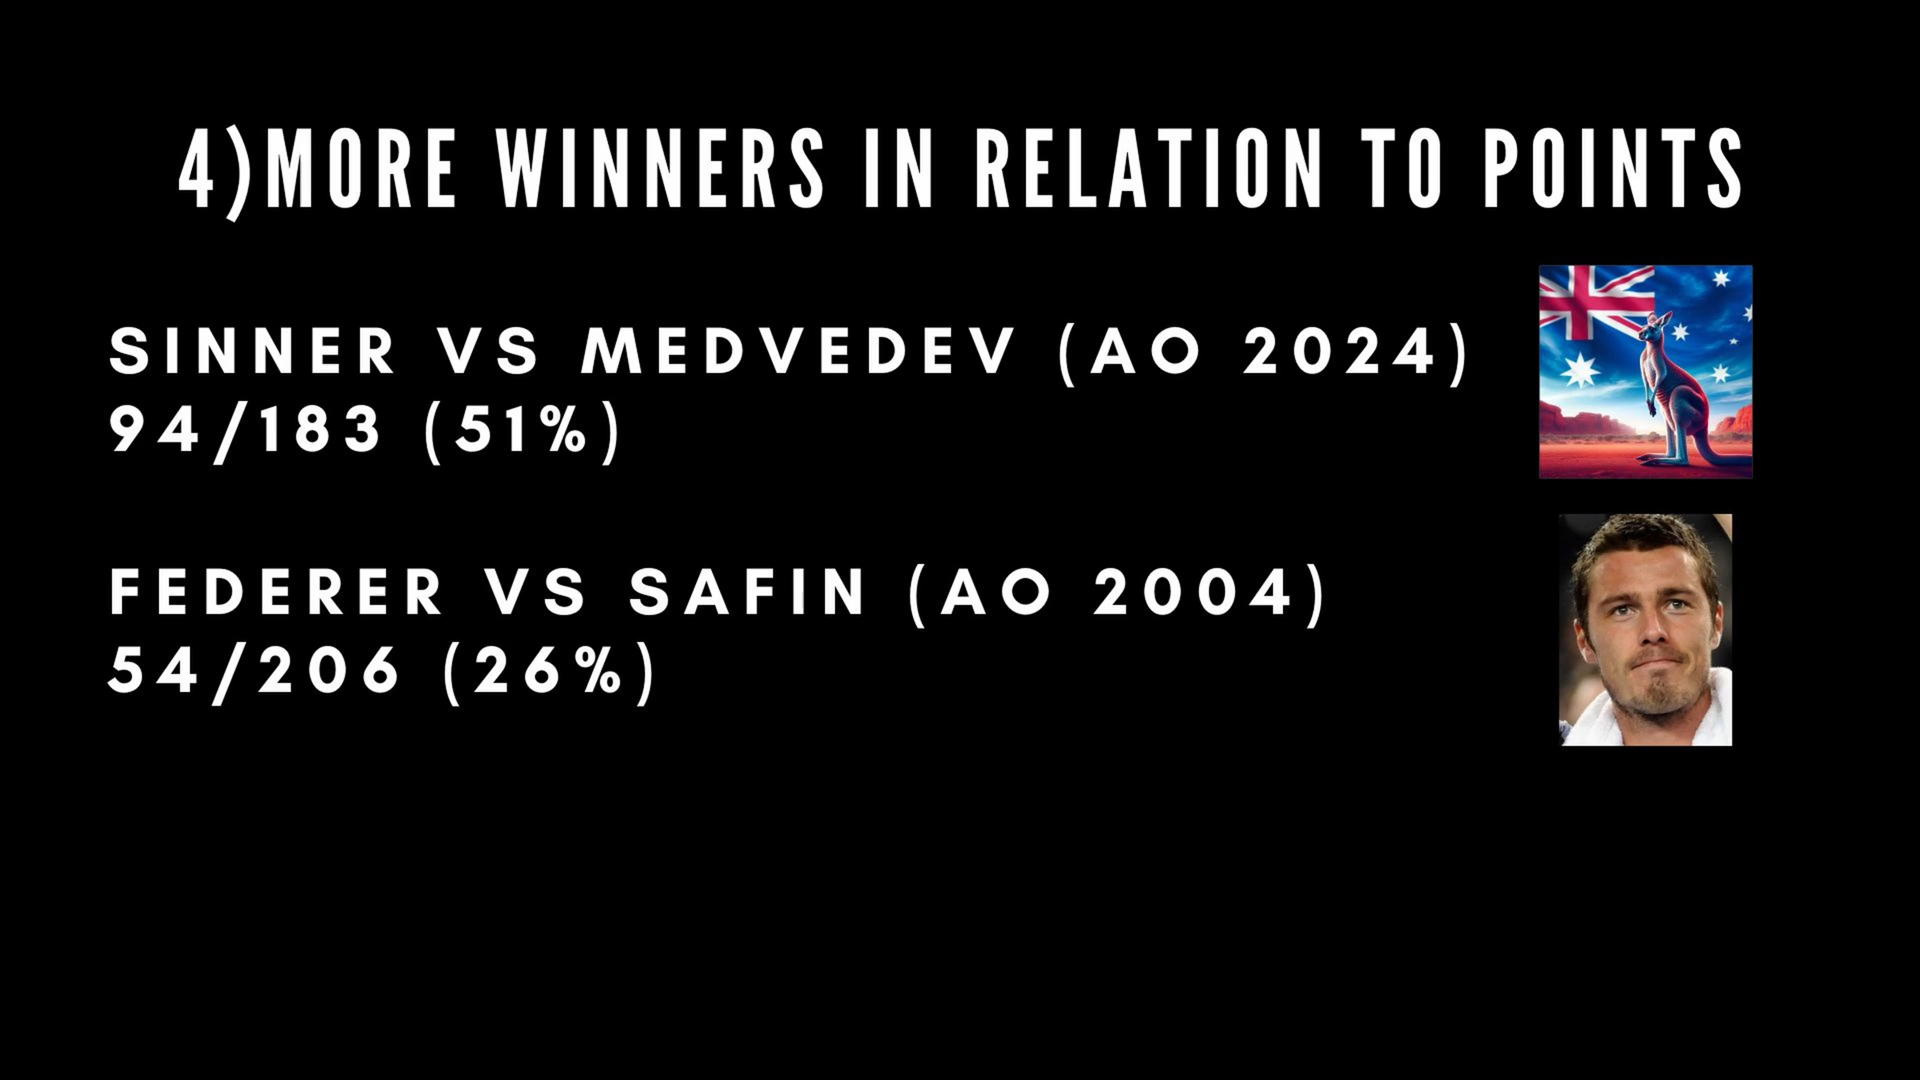 4)MORE WINNERS IN RELATION TO POINTS
SINNER VS MEDVEDEV (AO 2024)
94/183 (51%)
FEDERER VS SAFIN (AO 2004)
54/206 (26%)